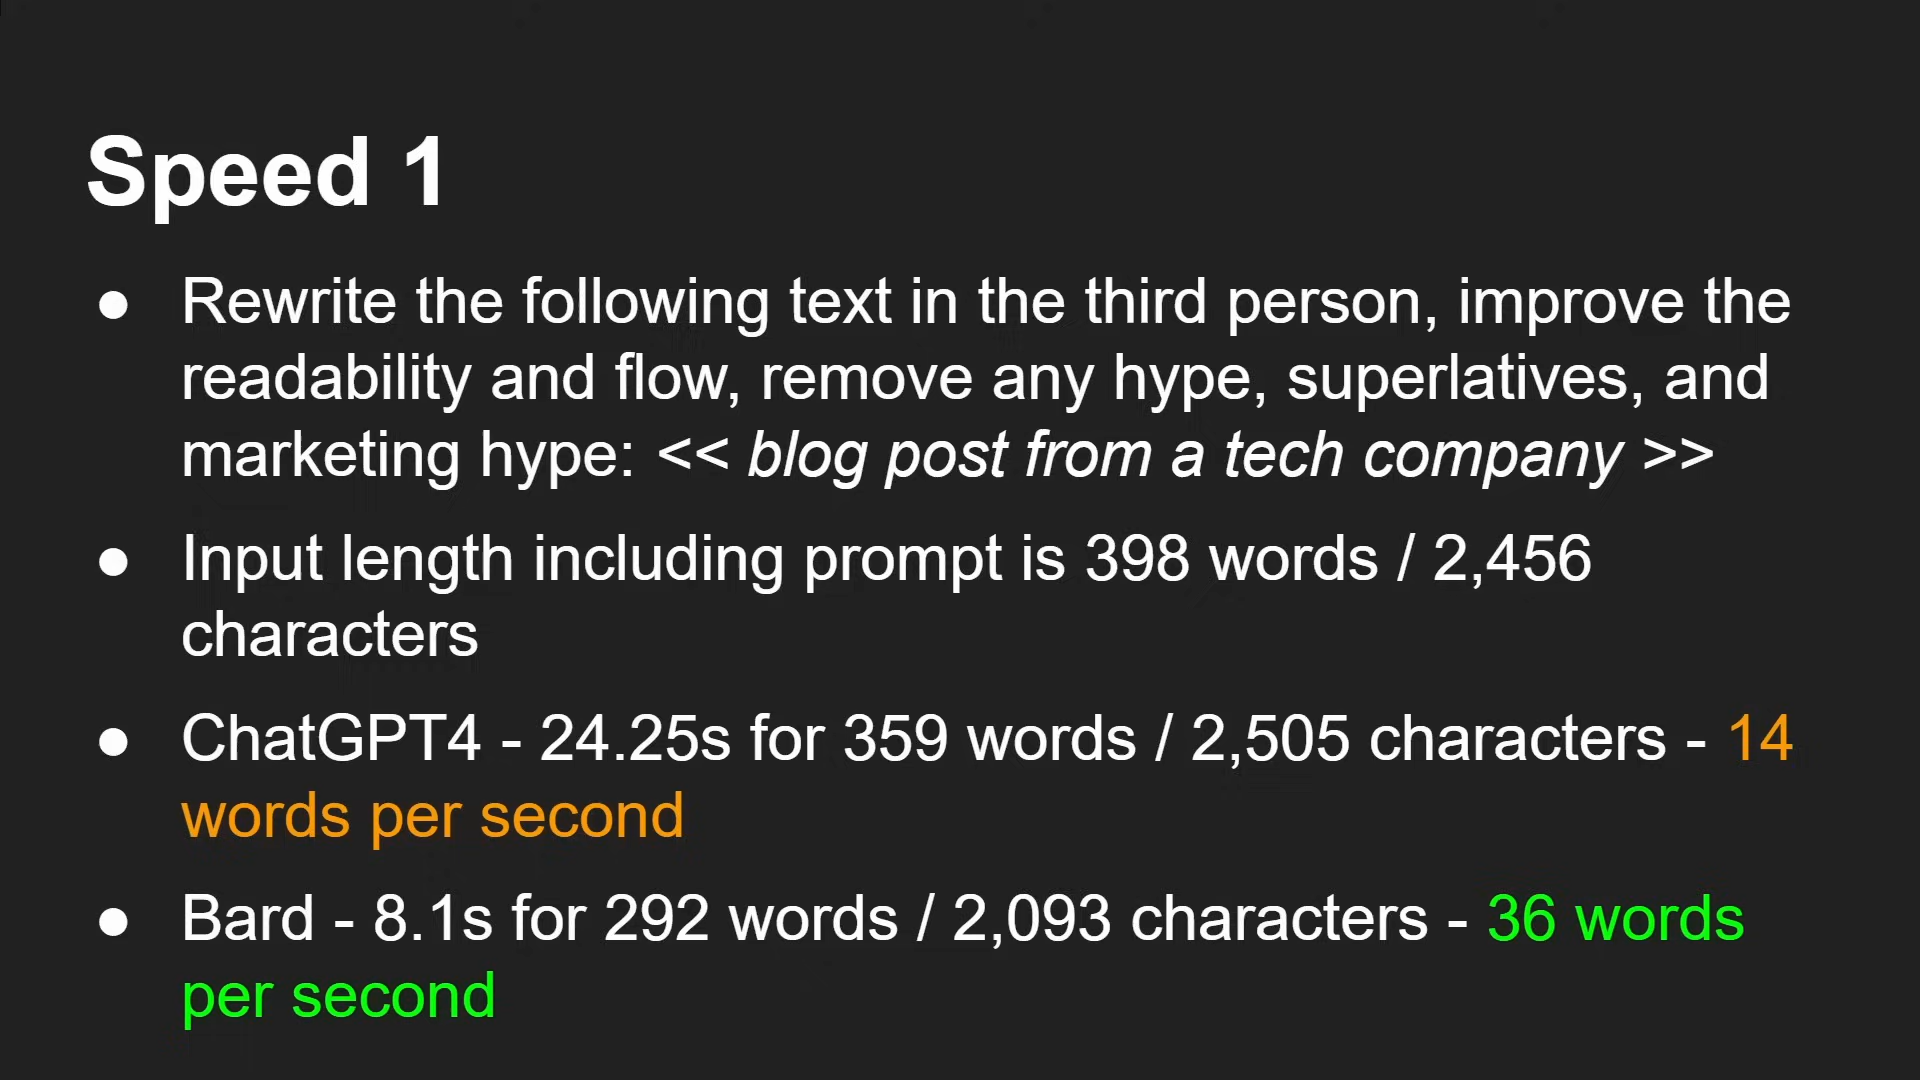 Speed 1
● Rewrite the following text in the third person, improve the
readability and flow, remove any hype, superlatives, and
marketing hype: << blog post from a tech company >>
● Input length including prompt is 398 words / 2,456
characters
● ChatGPT4 - 24.25s for 359 words / 2,505 characters - 14
words per second
● Bard - 8.1s for 292 words / 2,093 characters - 36 words
per second